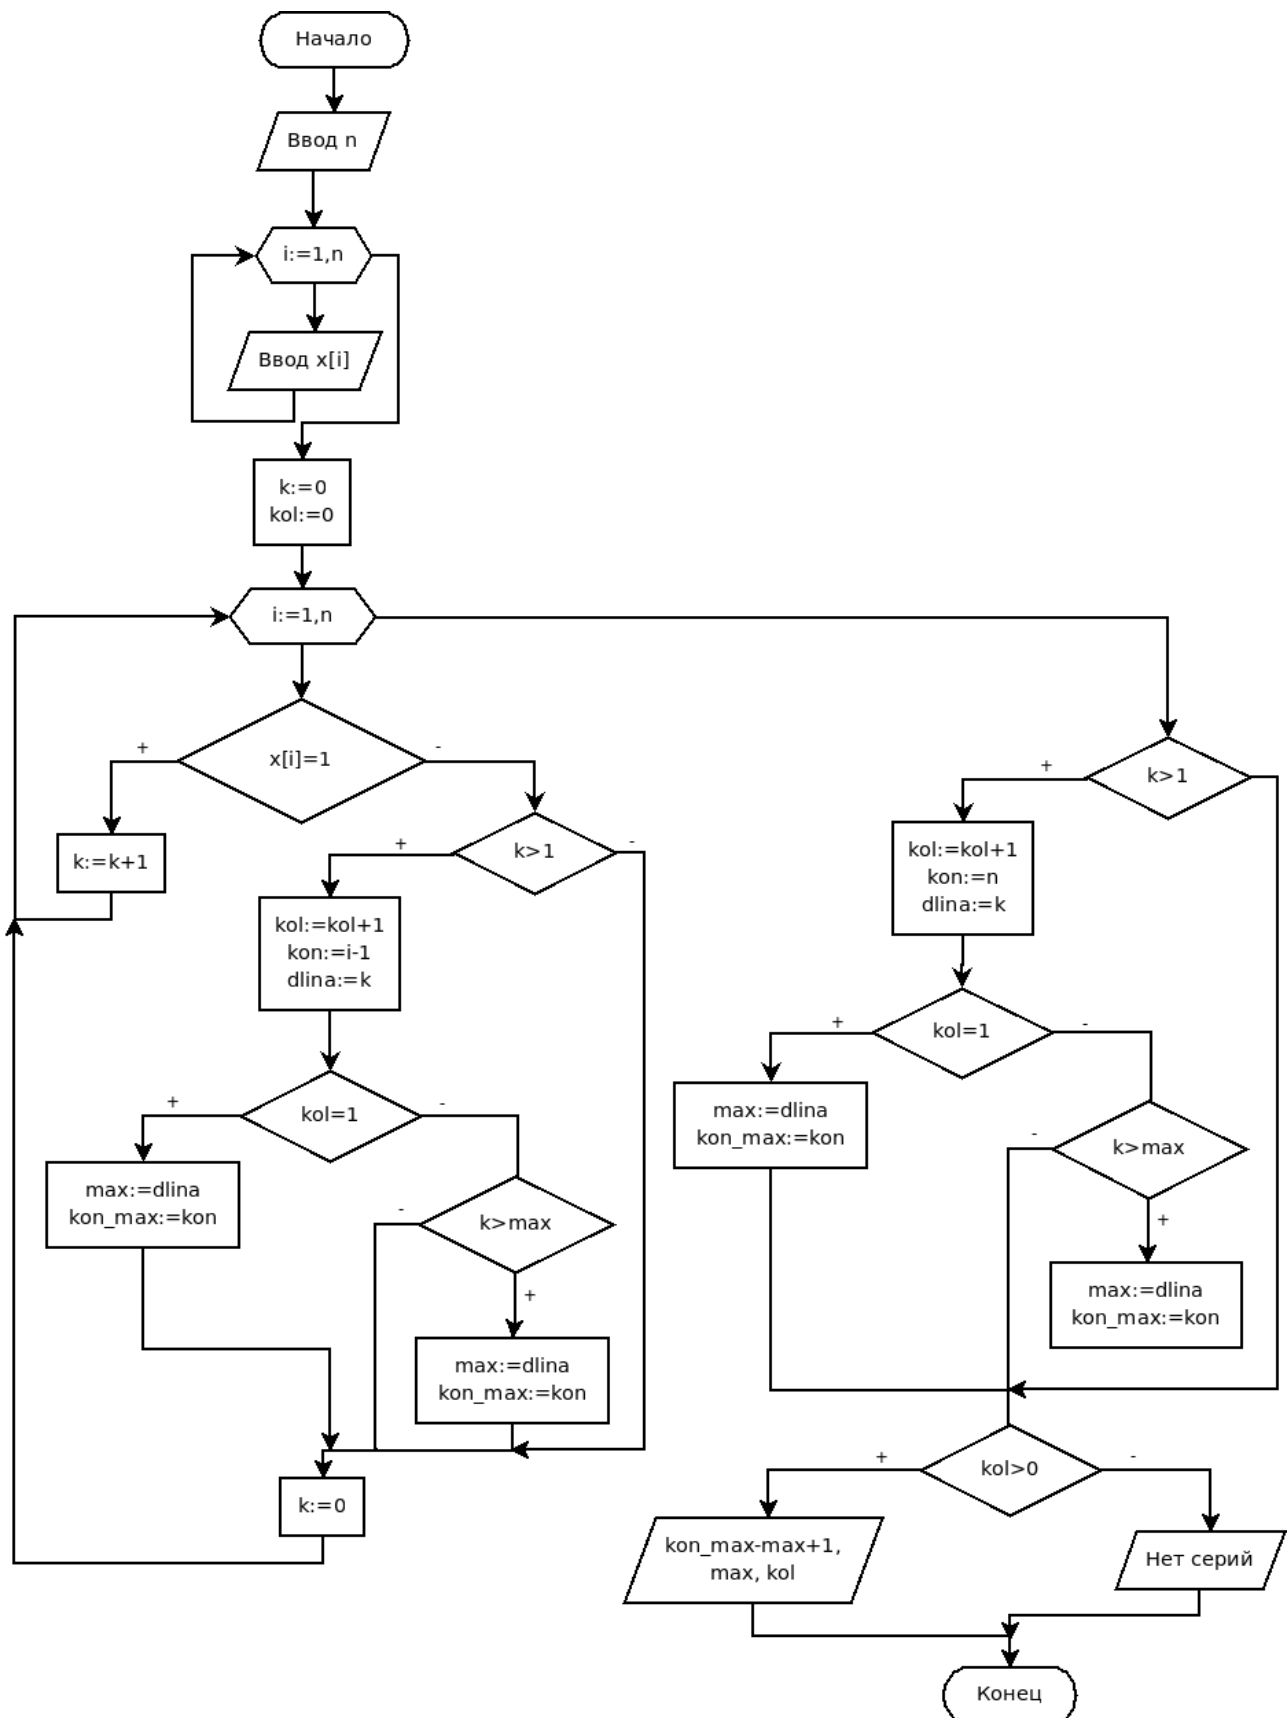 Начало
Ввод n
i:=1,n
Ввод x[i]
k:=0
kol:=0
i:=1,n
x[i]=1
+
-
k:=k+1
k>1
+
-
kol:=kol+1
kon:=i-1
dlina:=k
kol=1
+
-
max:=dlina
kon_max:=kon
k>max
-
+
max:=dlina
kon_max:=kon
k:=0
k>1
+
kol:=kol+1
kon:=n
dlina:=k
kol=1
+
-
max:=dlina
kon_max:=kon
k>max
-
+
max:=dlina
kon_max:=kon
kol>0
+
-
kon_max-max+1,
max, kol
Нет серий
Конец